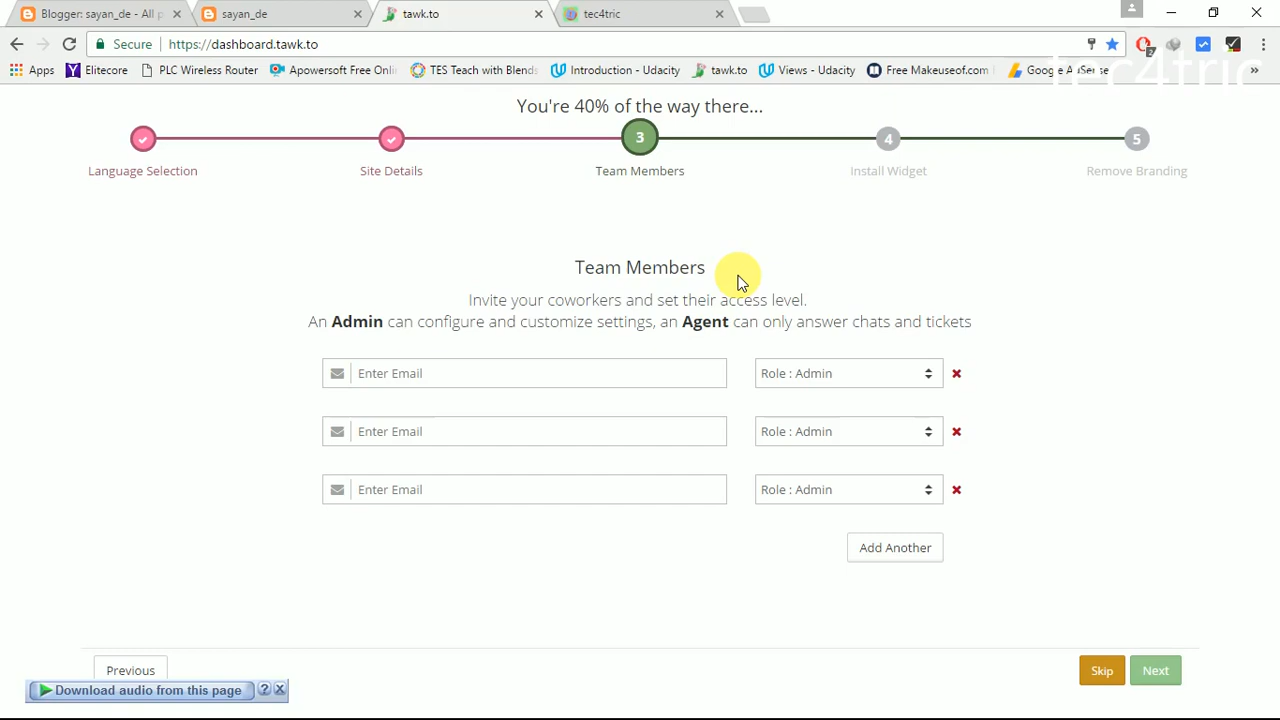 Blogger: sayan_de - All p
sayan_de
tawk.to
tec4tric
Secure
https://dashboard.tawk.to
2
Apps
Elitecore
PLC Wireless Router
Apowersoft Free Onli
TES Teach with Blends
Introduction - Udacity
tawk.to
Views - Udacity
Free Makeuseof.com
Google AdSense
»
tec4tric
You're 40% of the way there...
3
4
5
Language Selection
Site Details
Team Members
Install Widget
Remove Branding
Team Members
Invite your coworkers and set their access level.
An Admin can configure and customize settings, an Agent can only answer chats and tickets
Enter Email
Role : Admin
Enter Email
Role : Admin
Enter Email
Role : Admin
Add Another
Previous
Skip
Next
Download audio from this page
?